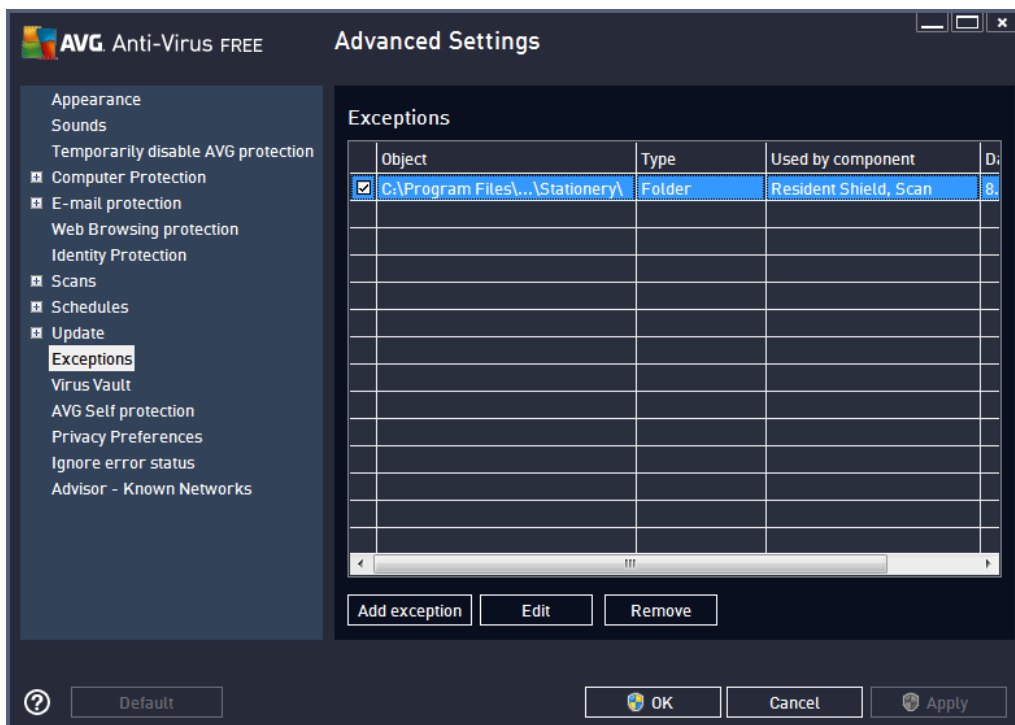 AVG. Anti-Virus FREE
Advanced Settings
Appearance
Sounds
Temporarily disable AVG protection
Computer Protection
E-mail protection
Web Browsing protection
Identity Protection
Scans
Schedules
Update
Exceptions
Virus Vault
AVG Self protection
Privacy Preferences
Ignore error status
Advisor - Known Networks
Exceptions
Object Type Used by component
C:\Program Files\...\Stationery\ Folder Resident Shield, Scan 8.
Add exception Edit Remove
Default OK Cancel Apply